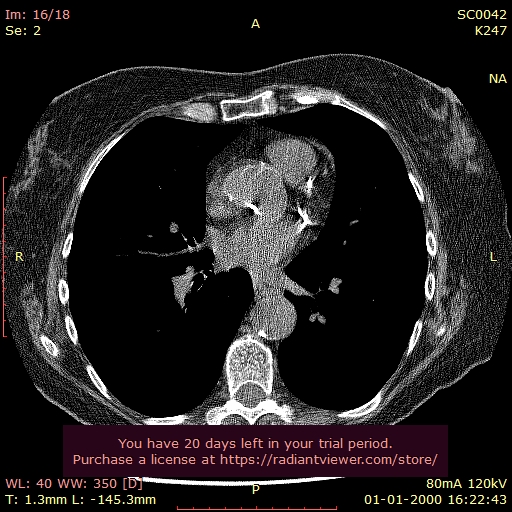 Im: 16/18
Se: 2
A
SC0042
K247
NA
R
L
You have 20 days left in your trial period.
Purchase a license at https://radiantviewer.com/store/
WL: 40 WW: 350 [D]
T: 1.3mm L: -145.3mm
P
80mA 120kV
01-01-2000 16:22:43